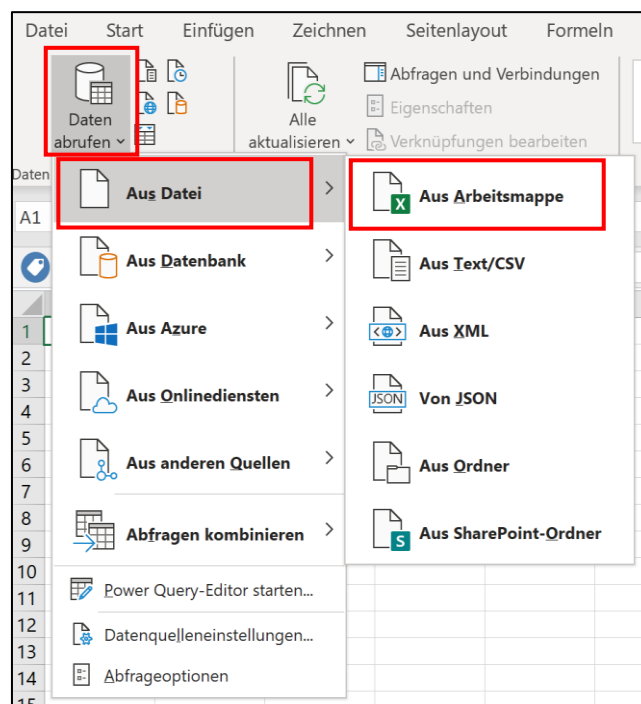 Datei Start Einfügen Zeichnen Seitenlayout Formeln
Daten
abrufen
Alle
aktualisieren
Abfragen und Verbindungen
Eigenschaften
Verknüpfungen bearbeiten
Daten
A1
Aus Datei
Aus Datenbank
Aus Azure
Aus Onlinediensten
Aus anderen Quellen
Abfragen kombinieren
Power Query-Editor starten...
Datenquelleneinstellungen...
Abfrageoptionen
X Aus Arbeitsmappe
Aus Text/CSV
Aus XML
JSON Von JSON
Aus Ordner
S Aus SharePoint-Ordner
1
2
3
4
5
6
7
8
9
10
11
12
13
14
15